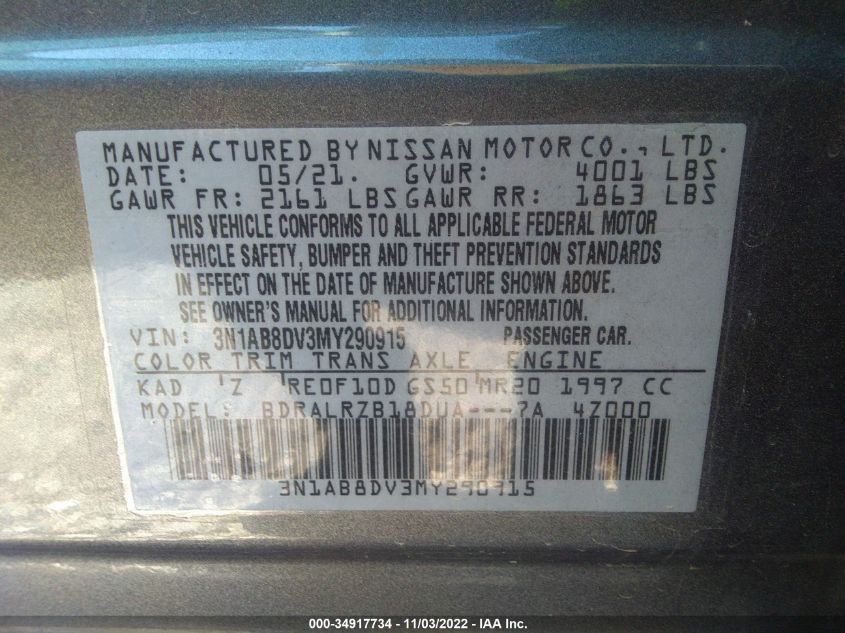 MANUFACTURED BY NISSAN MOTOR CO., LTD.
DATE: 05/21. GVWR: 4001 LBS
GAWR FR: 2161 LBS GAWR RR: 1863 LBS
THIS VEHICLE CONFORMS TO ALL APPLICABLE FEDERAL MOTOR
VEHICLE SAFETY, BUMPER AND THEFT PREVENTION STANDARDS
IN EFFECT ON THE DATE OF MANUFACTURE SHOWN ABOVE.
SEE OWNER'S MANUAL FOR ADDITIONAL INFORMATION.
VIN: 3N1AB8DV3MY290915 PASSENGER CAR.
COLOR TRIM TRANS AXLE ENGINE
KAD 'Z 'RE0F10D GS50'MR20 1997 CC
MODEL: BDRALRZB18DUA---7A 4Z000
3N1AB8DV3MY290915
000-34917734 - 11/03/2022 - IAA Inc.